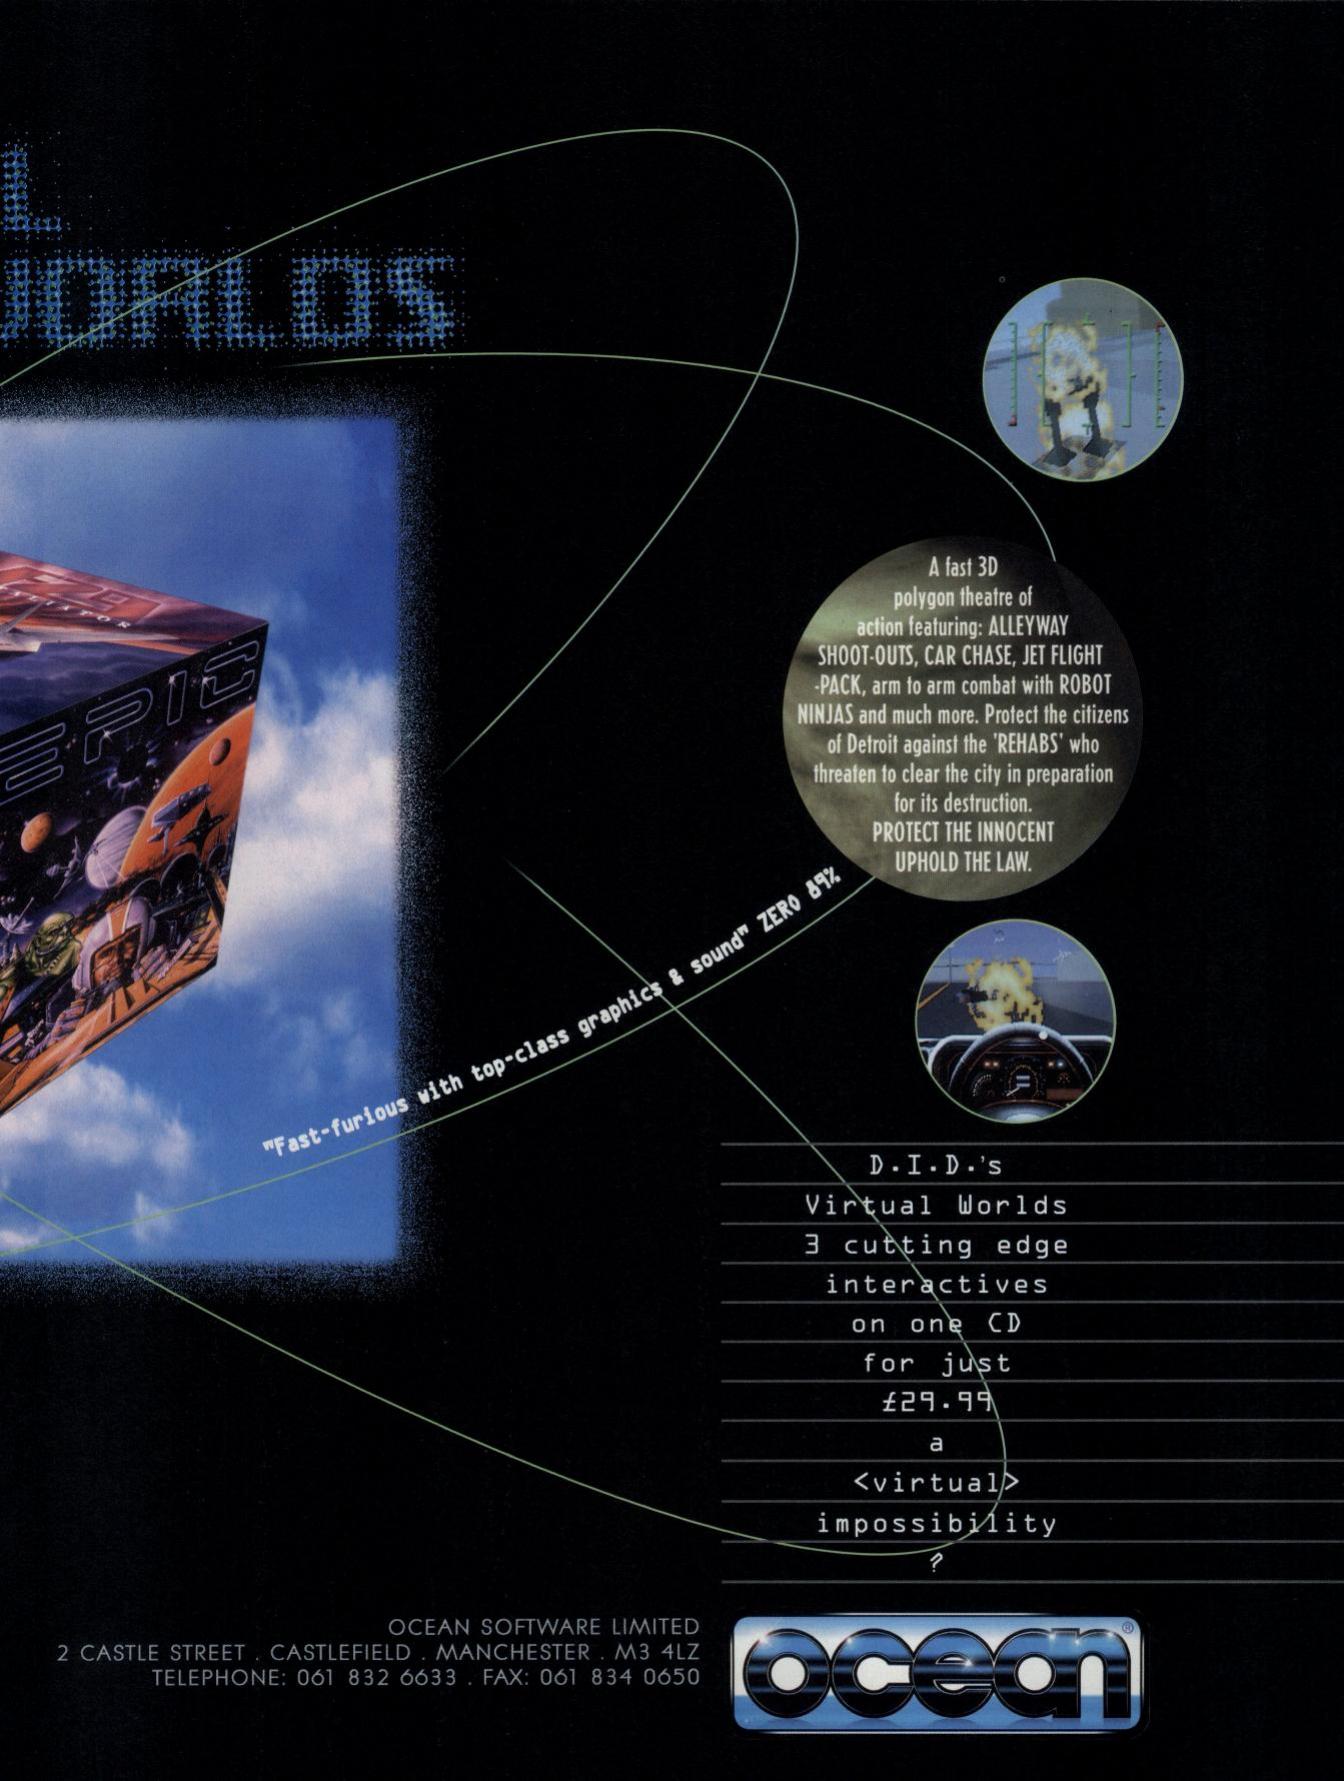 L
WORLDS
F29
EPIC
A fast 3D
polygon theatre of
action featuring: ALLEYWAY
SHOOT-OUTS, CAR CHASE, JET FLIGHT
-PACK, arm to arm combat with ROBOT
NINJAS and much more. Protect the citizens
of Detroit against the 'REHABS' who
threaten to clear the city in preparation
for its destruction.
PROTECT THE INNOCENT
UPHOLD THE LAW.
"Fast-furious with top-class graphics & sound" ZERO 89%
D.I.D.'s
Virtual Worlds
3 cutting edge
interactives
on one CD
for just
£29.99
a
<virtual>
impossibility
?
OCEAN SOFTWARE LIMITED
2 CASTLE STREET . CASTLEFIELD . MANCHESTER . M3 4LZ
TELEPHONE: 061 832 6633 . FAX: 061 834 0650
ocean®